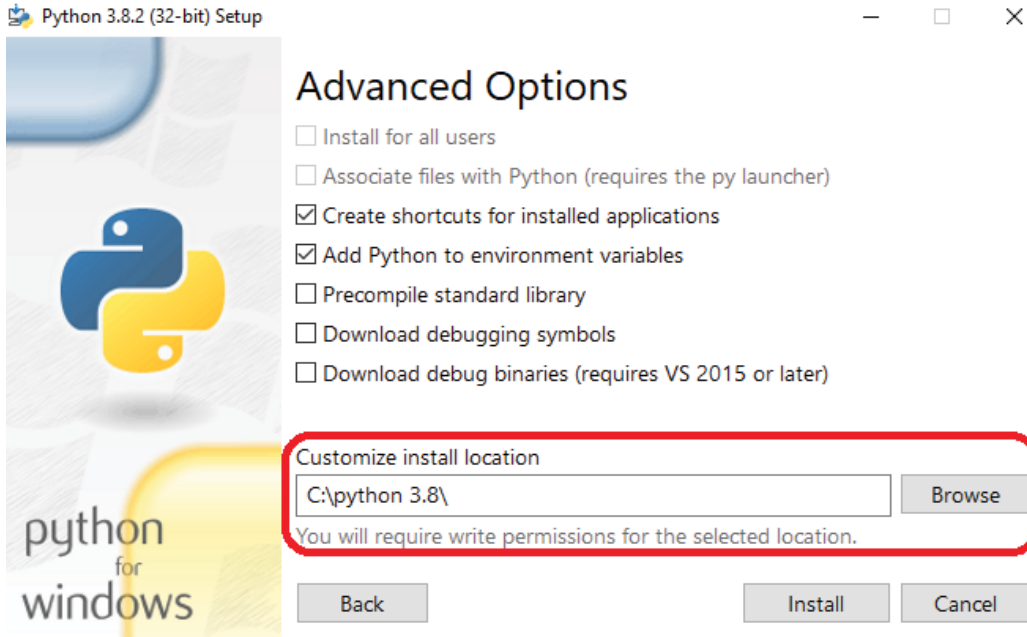 Python 3.8.2 (32-bit) Setup
Advanced Options
Install for all users
Associate files with Python (requires the py launcher)
Create shortcuts for installed applications
Add Python to environment variables
Precompile standard library
Download debugging symbols
Download debug binaries (requires VS 2015 or later)
Customize install location
C:\python 3.8\
Browse
You will require write permissions for the selected location.
python
for
windows
Back
Install
Cancel